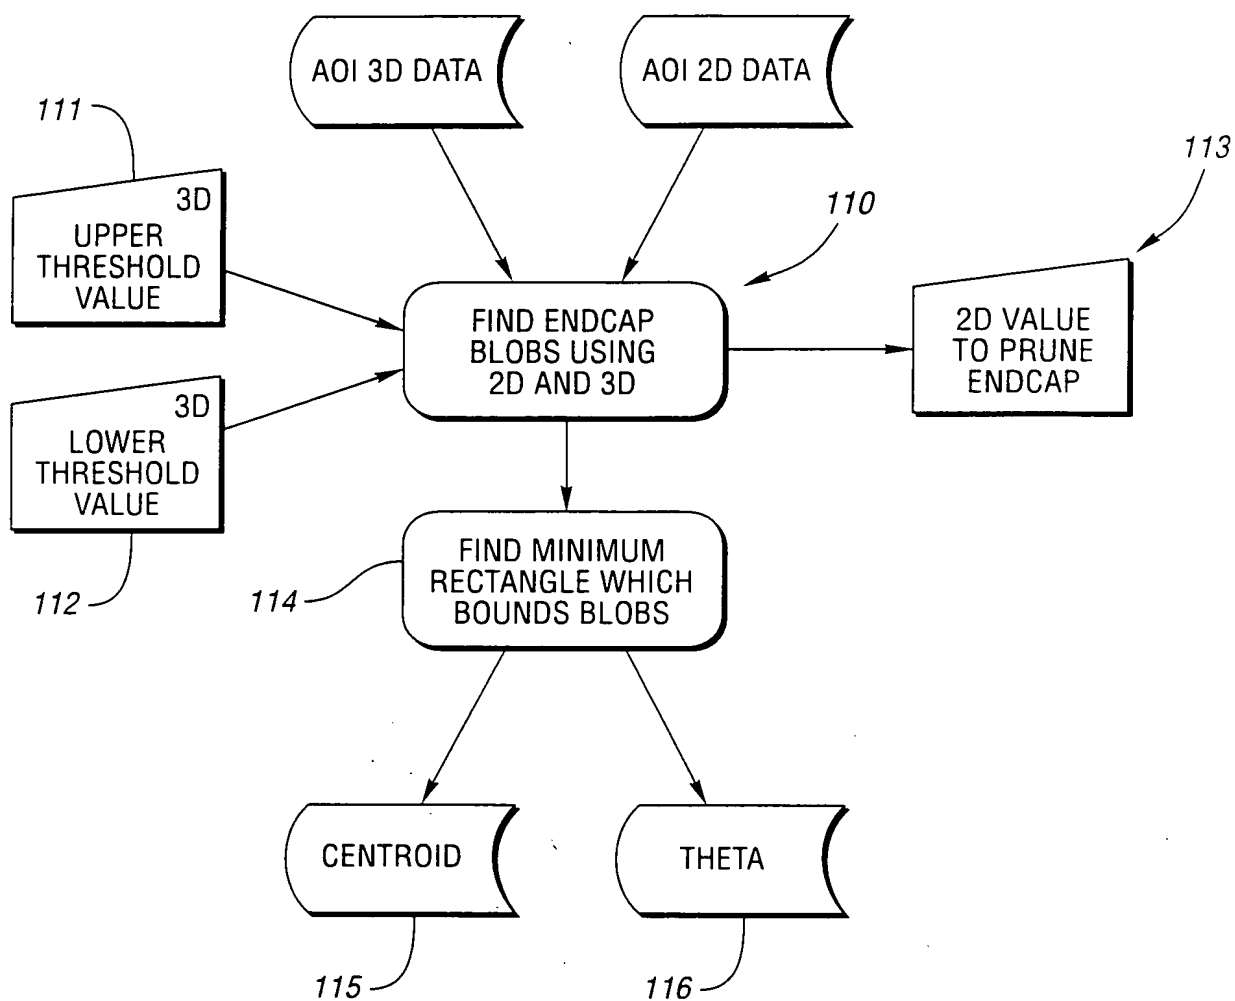 AOI 3D DATA
AOI 2D DATA
111
113
3D
UPPER
THRESHOLD
VALUE
110
FIND ENDCAP
BLOBS USING
2D AND 3D
2D VALUE
TO PRUNE
ENDCAP
3D
LOWER
THRESHOLD
VALUE
112
FIND MINIMUM
RECTANGLE WHICH
BOUNDS BLOBS
114
CENTROID
THETA
115
116